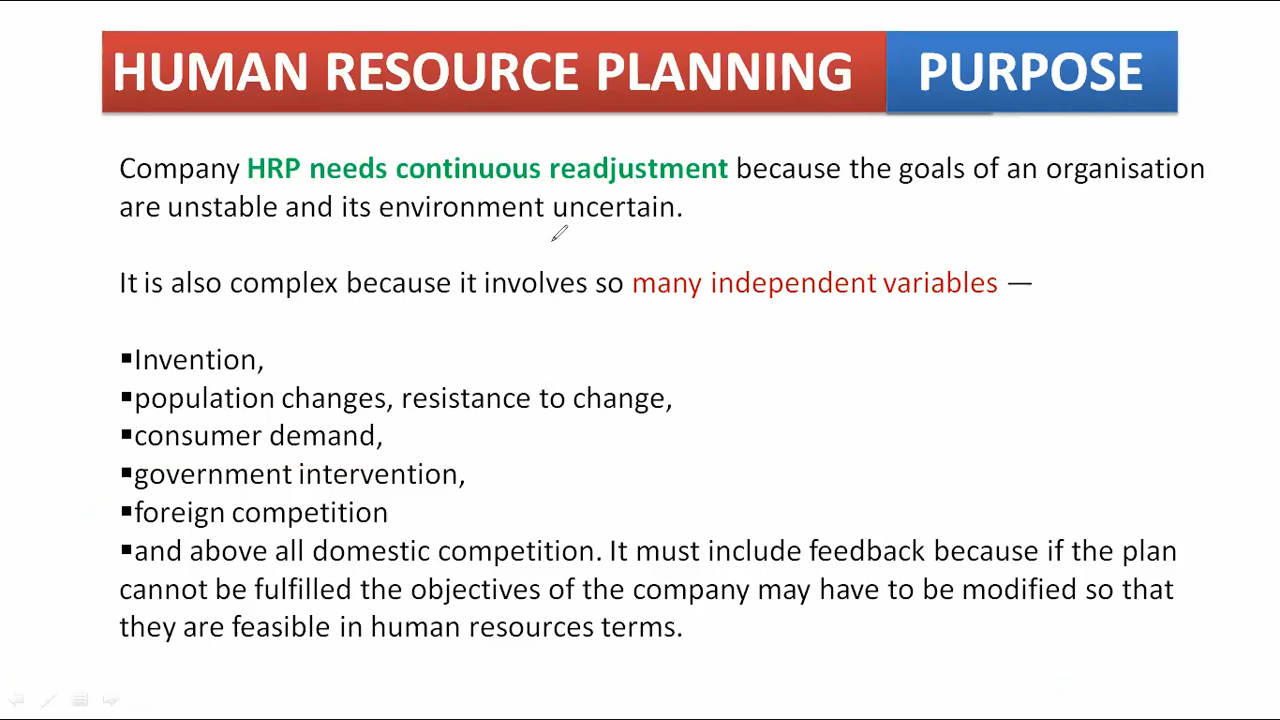 HUMAN RESOURCE PLANNING PURPOSE
Company HRP needs continuous readjustment because the goals of an organisation
are unstable and its environment uncertain.
It is also complex because it involves so many independent variables —
▪Invention,
▪population changes, resistance to change,
▪consumer demand,
▪government intervention,
▪foreign competition
▪and above all domestic competition. It must include feedback because if the plan
cannot be fulfilled the objectives of the company may have to be modified so that
they are feasible in human resources terms.